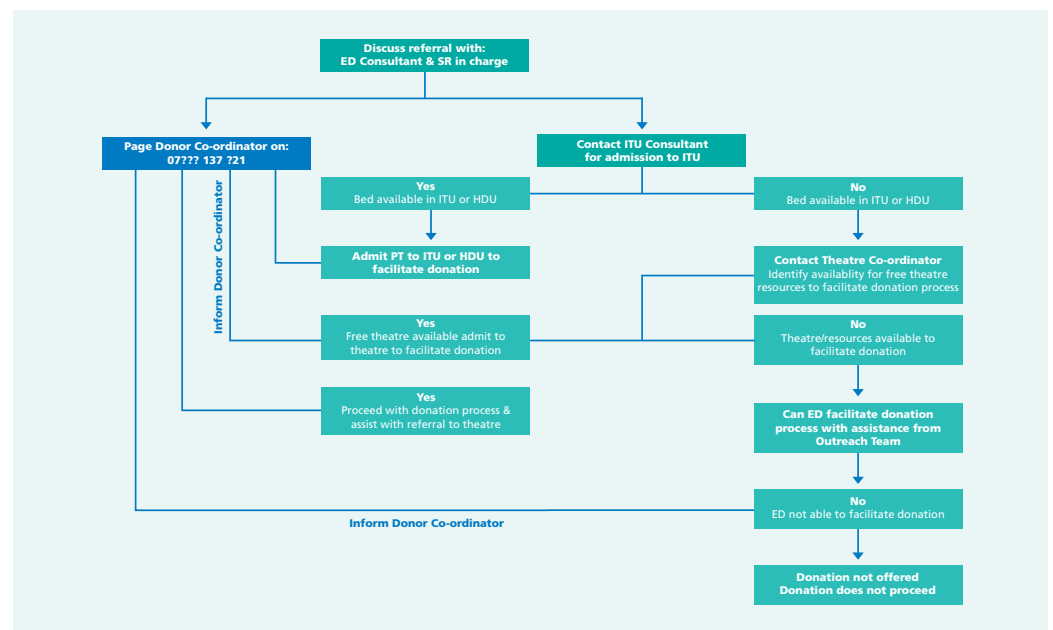 Discuss referral with:
ED Consultant & SR in charge
Page Donor Co-ordinator on:
07??? 137 ?21
Contact ITU Consultant
for admission to ITU
Inform Donor Co-ordinator
Yes
Bed available in ITU or HDU
No
Bed available in ITU or HDU
Admit PT to ITU or HDU to
facilitate donation
Contact Theatre Co-ordinator
Identify availablity for free theatre
resources to facilitate donation process
Yes
Free theatre available admit to
theatre to facilitate donation
No
Theatre/resources available to
facilitate donation
Yes
Proceed with donation process &
assist with referral to theatre
Can ED facilitate donation
process with assistance from
Outreach Team
No
ED not able to facilitate donation
Inform Donor Co-ordinator
Donation not offered
Donation does not proceed